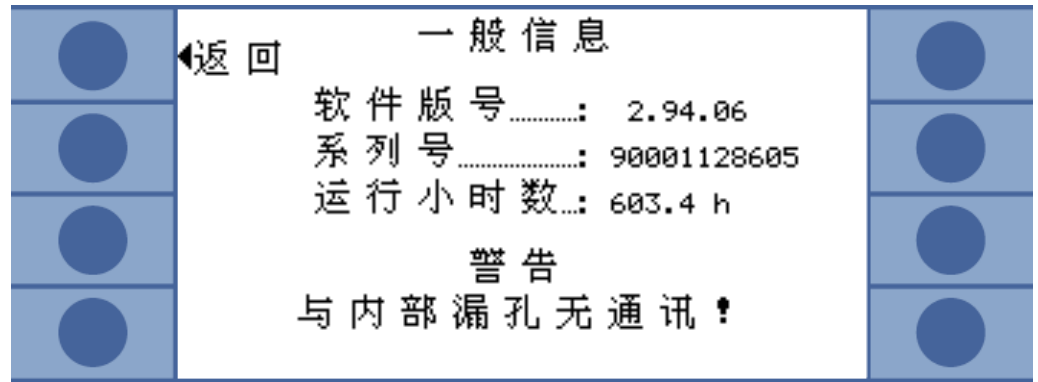 一般信息
◀返回
软件版号............: 2.94.06
系列号.....................: 90001128605
运行小时数...: 603.4 h
警告
与内部漏孔无通讯!